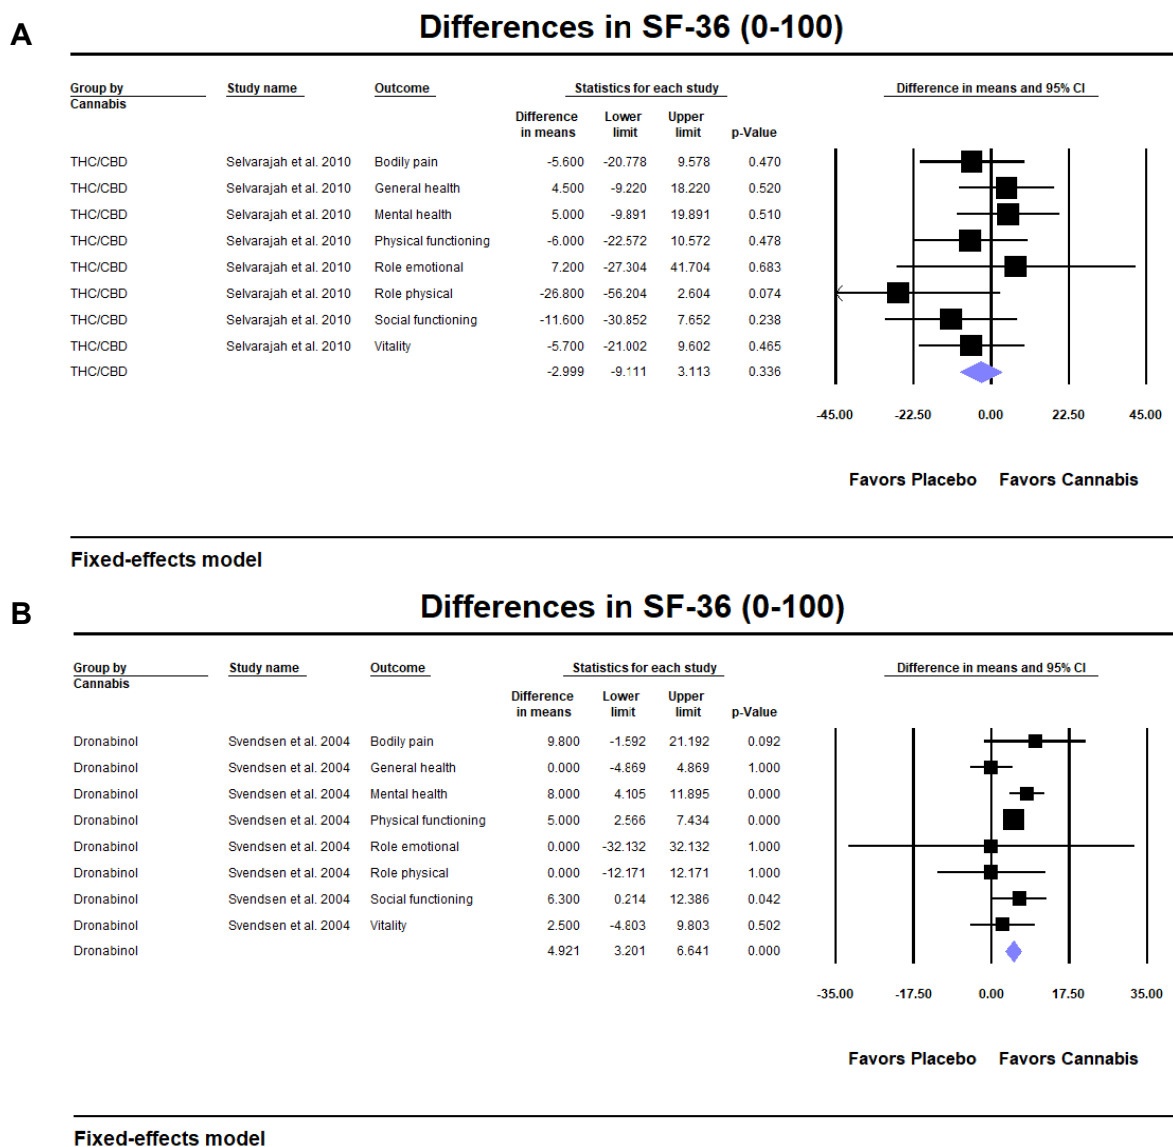 A
Differences in SF-36 (0-100)
Group by Study name Outcome Statistics for each study Difference in means and 95% CI
Cannabis
Difference Lower Upper
in means limit limit p-Value
THC/CBD Selvarajah et al. 2010 Bodily pain -5.600 -20.778 9.578 0.470
THC/CBD Selvarajah et al. 2010 General health 4.500 -9.220 18.220 0.520
THC/CBD Selvarajah et al. 2010 Mental health 5.000 -9.891 19.891 0.510
THC/CBD Selvarajah et al. 2010 Physical functioning -6.000 -22.572 10.572 0.478
THC/CBD Selvarajah et al. 2010 Role emotional 7.200 -27.304 41.704 0.683
THC/CBD Selvarajah et al. 2010 Role physical -26.800 -56.204 2.604 0.074
THC/CBD Selvarajah et al. 2010 Social functioning -11.600 -30.852 7.652 0.238
THC/CBD Selvarajah et al. 2010 Vitality -5.700 -21.002 9.602 0.465
THC/CBD -2.999 -9.111 3.113 0.336
-45.00 -22.50 0.00 22.50 45.00
Favors Placebo Favors Cannabis
Fixed-effects model
B
Differences in SF-36 (0-100)
Group by Study name Outcome Statistics for each study Difference in means and 95% CI
Cannabis
Difference Lower Upper
in means limit limit p-Value
Dronabinol Svendsen et al. 2004 Bodily pain 9.800 -1.592 21.192 0.092
Dronabinol Svendsen et al. 2004 General health 0.000 -4.869 4.869 1.000
Dronabinol Svendsen et al. 2004 Mental health 8.000 4.105 11.895 0.000
Dronabinol Svendsen et al. 2004 Physical functioning 5.000 2.566 7.434 0.000
Dronabinol Svendsen et al. 2004 Role emotional 0.000 -32.132 32.132 1.000
Dronabinol Svendsen et al. 2004 Role physical 0.000 -12.171 12.171 1.000
Dronabinol Svendsen et al. 2004 Social functioning 6.300 0.214 12.386 0.042
Dronabinol Svendsen et al. 2004 Vitality 2.500 -4.803 9.803 0.502
Dronabinol 4.921 3.201 6.641 0.000
-35.00 -17.50 0.00 17.50 35.00
Favors Placebo Favors Cannabis
Fixed-effects model